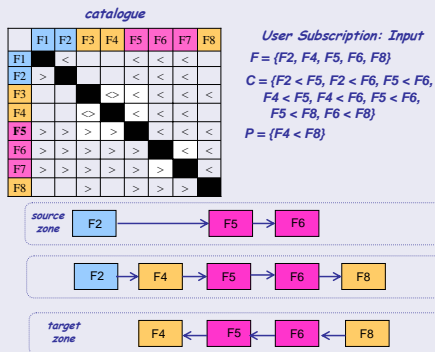 catalogue
F1 F2 F3 F4 F5 F6 F7 F8
F1 < < < <
F2 > < < <
F3 <> < < < <
F4 <> < < < <
F5 > > > > < < <
F6 > > > > > < <
F7 > > > > > > <
F8 > > > > >
User Subscription: Input
F = {F2, F4, F5, F6, F8}
C = {F2 < F5, F2 < F6, F5 < F6,
F4 < F5, F4 < F6, F5 < F6,
F5 < F8, F6 < F8}
P = {F4 < F8}
source
zone
F2 F5 F6
F2 F4 F5 F6 F8
target
zone
F4 F5 F6 F8